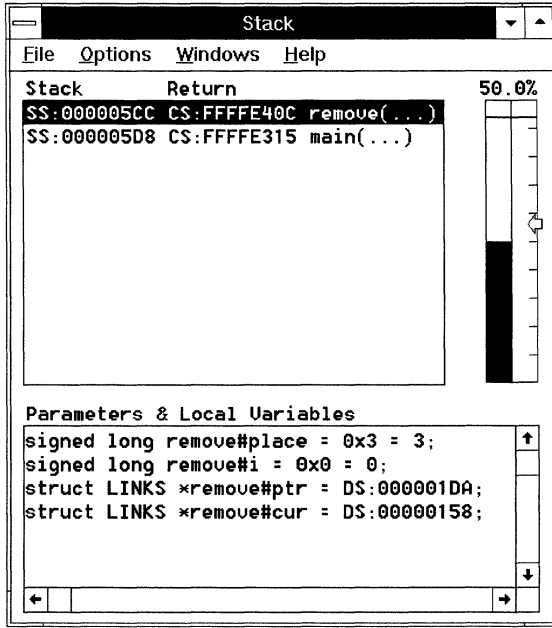 Stack
File Options Windows Help
Stack Return 50.0%
SS:000005CC CS:FFFFE40C remove(...)
SS:000005D8 CS:FFFFE315 main(...)
Parameters & Local Variables
signed long remove#place = 0x3 = 3;
signed long remove#i = 0x0 = 0;
struct LINKS *remove#ptr = DS:000001DA;
struct LINKS *remove#cur = DS:00000158;